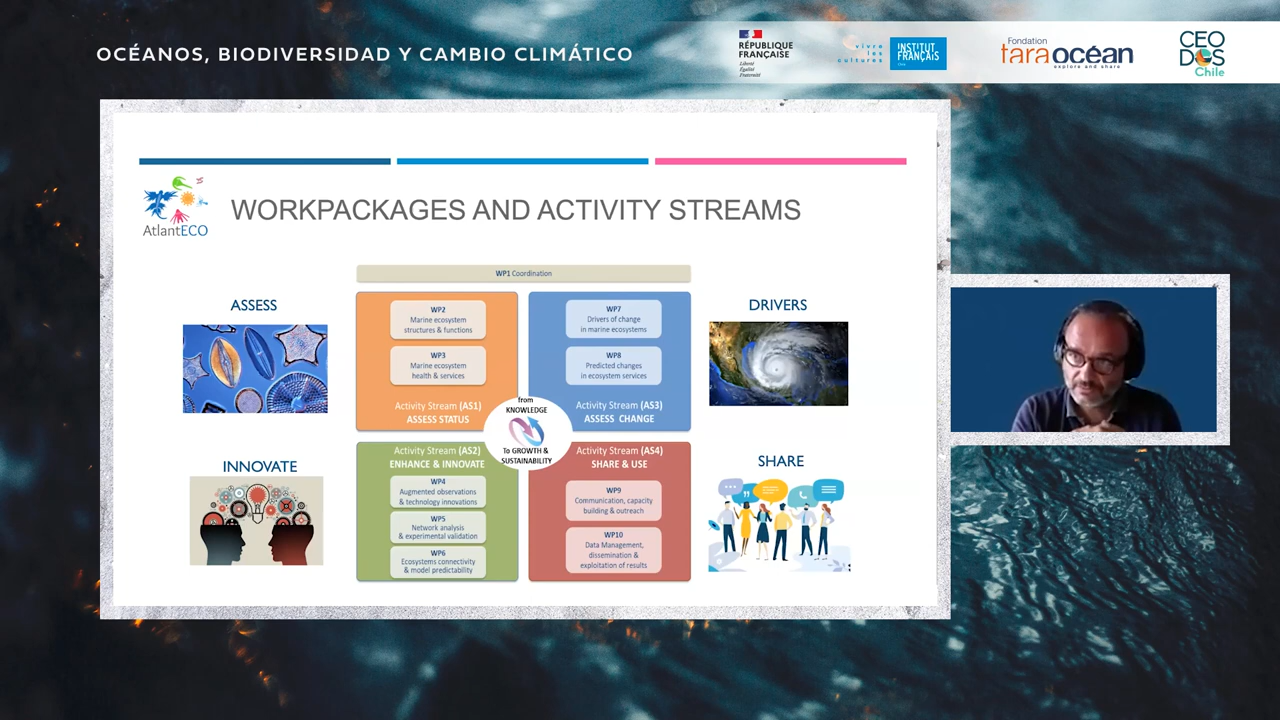 OCÉANOS, BIODIVERSIDAD Y CAMBIO CLIMÁTICO
RÉPUBLIQUE
FRANÇAISE
Liberté
Égalité
Fraternité
vivre
les
cultures
INSTITUT
FRANÇAIS
Fondation
taraocéan
explore and share
CEO
DOS
Chile
AtlantECO
WORKPACKAGES AND ACTIVITY STREAMS
WP1 Coordination
ASSESS
WP2
Marine ecosystem
structures & functions
WP3
Marine ecosystem
health & services
Activity Stream (AS1)
ASSESS STATUS
WP7
Drivers of change
in marine ecosystems
WP8
Predicted changes
in ecosystem services
Activity Stream (AS3)
ASSESS CHANGE
DRIVERS
from
KNOWLEDGE
To GROWTH &
SUSTAINABILITY
INNOVATE
Activity Stream (AS2)
ENHANCE & INNOVATE
WP4
Augmented observations
& technology innovations
WP5
Network analysis
& experimental validation
WP6
Ecosystems connectivity
& model predictability
Activity Stream (AS4)
SHARE & USE
WP9
Communication, capacity
building & outreach
WP10
Data Management,
dissemination &
exploitation of results
SHARE